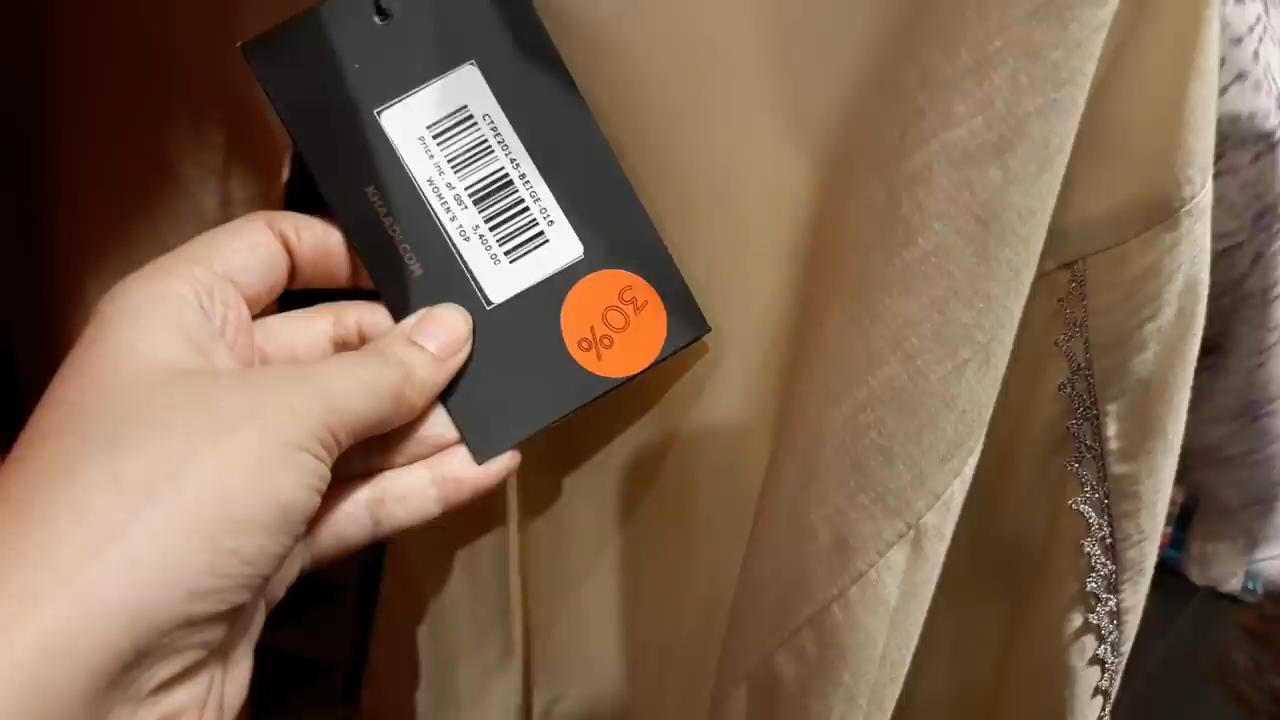 CTPE20145-BEIGE-016
Price inc. of GST 5,400.00
WOMEN'S TOP
KHAADI.COM
30%